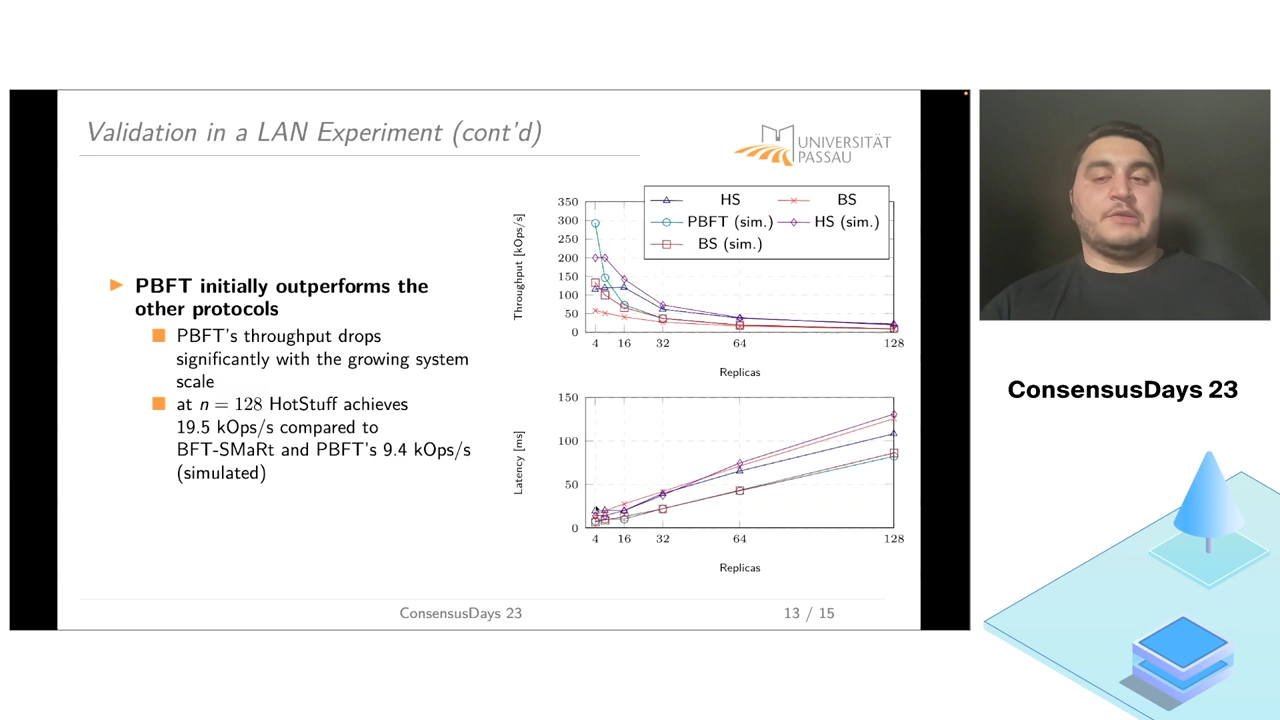 Validation in a LAN Experiment (cont'd)
UNIVERSITÄT
PASSAU
PBFT initially outperforms the
other protocols
PBFT's throughput drops
significantly with the growing system
scale
at n = 128 HotStuff achieves
19.5 kOps/s compared to
BFT-SMaRt and PBFT's 9.4 kOps/s
(simulated)
HS BS
PBFT (sim.) HS (sim.)
BS (sim.)
Throughput [kOps/s]
350
300
250
200
150
100
50
0
4 16 32 64 128
Replicas
Latency [ms]
150
100
50
0
4 16 32 64 128
Replicas
ConsensusDays 23 13 / 15
ConsensusDays 23